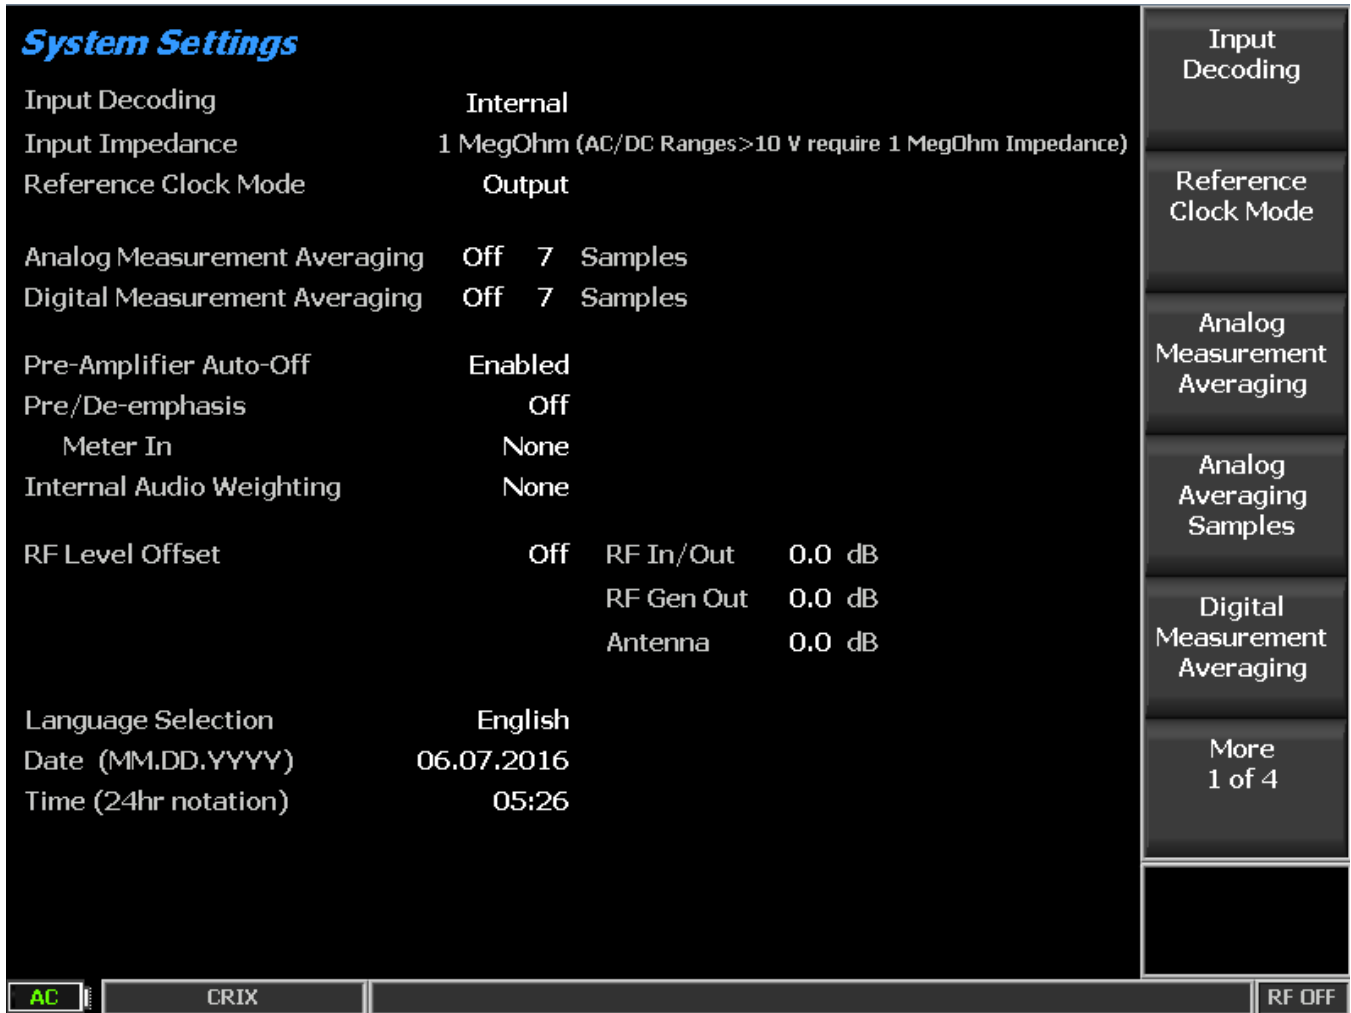 System Settings
Input Decoding Internal
Input Impedance 1 MegOhm (AC/DC Ranges>10 V require 1 MegOhm Impedance)
Reference Clock Mode Output
Analog Measurement Averaging Off 7 Samples
Digital Measurement Averaging Off 7 Samples
Pre-Amplifier Auto-Off Enabled
Pre/De-emphasis Off
Meter In None
Internal Audio Weighting None
RF Level Offset Off RF In/Out 0.0 dB
RF Gen Out 0.0 dB
Antenna 0.0 dB
Language Selection English
Date (MM.DD.YYYY) 06.07.2016
Time (24hr notation) 05:26
Input
Decoding
Reference
Clock Mode
Analog
Measurement
Averaging
Analog
Averaging
Samples
Digital
Measurement
Averaging
More
1 of 4
AC CRIX RF OFF